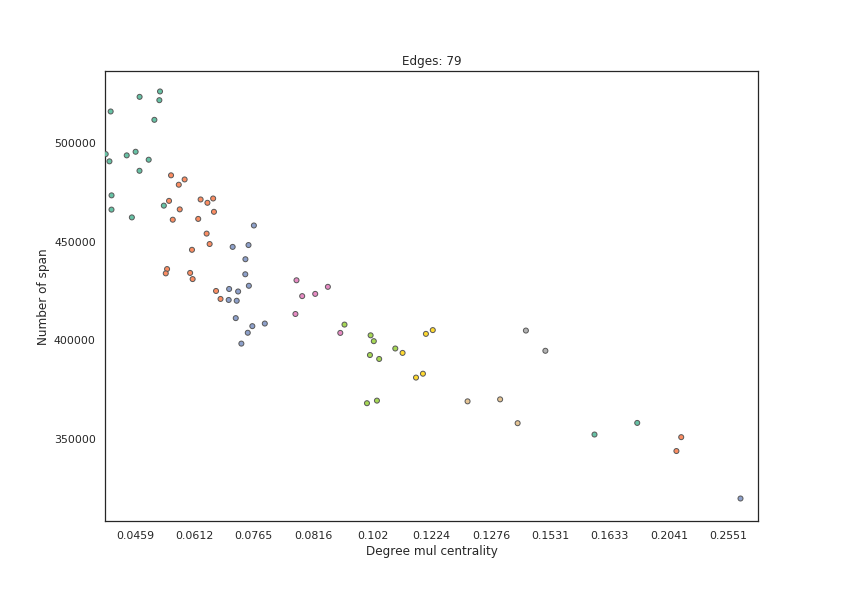 Edges: 79
500000
450000
400000
350000
Number of span
0.0459 0.0612 0.0765 0.0816 0.102 0.1224 0.1276 0.1531 0.1633 0.2041 0.2551
Degree mul centrality